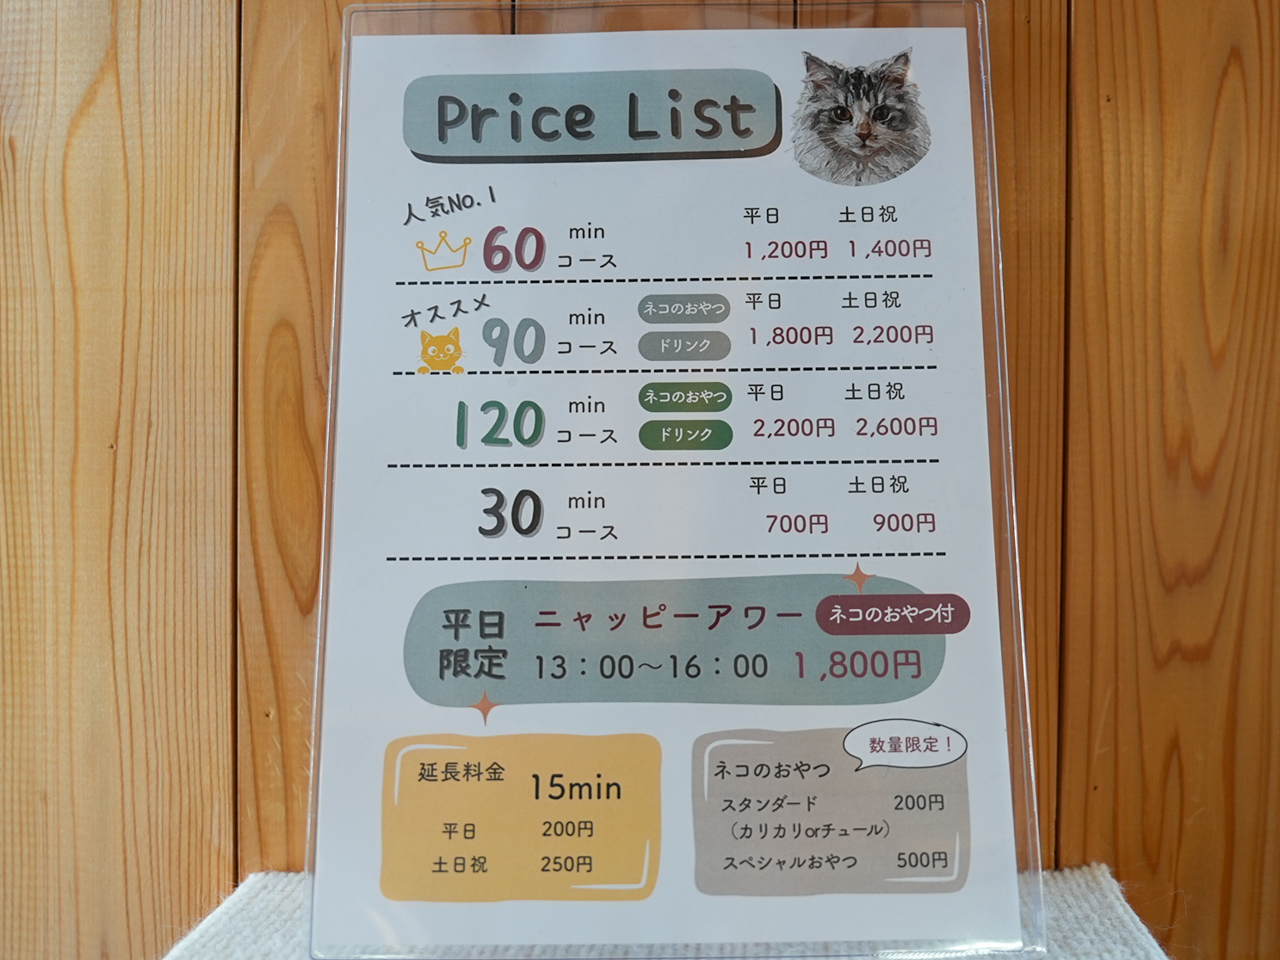 Price List
人気No.1
60 min コース
平日 土日祝
1,200円 1,400円
オススメ
90 min コース
ネコのおやつ
ドリンク
平日 土日祝
1,800円 2,200円
120 min コース
ネコのおやつ
ドリンク
平日 土日祝
2,200円 2,600円
30 min コース
平日 土日祝
700円 900円
平日限定
ニャッピーアワー ネコのおやつ付
13：00～16：00 1,800円
延長料金 15min
平日 200円
土日祝 250円
数量限定！
ネコのおやつ
スタンダード 200円
（カリカリorチュール）
スペシャルおやつ 500円